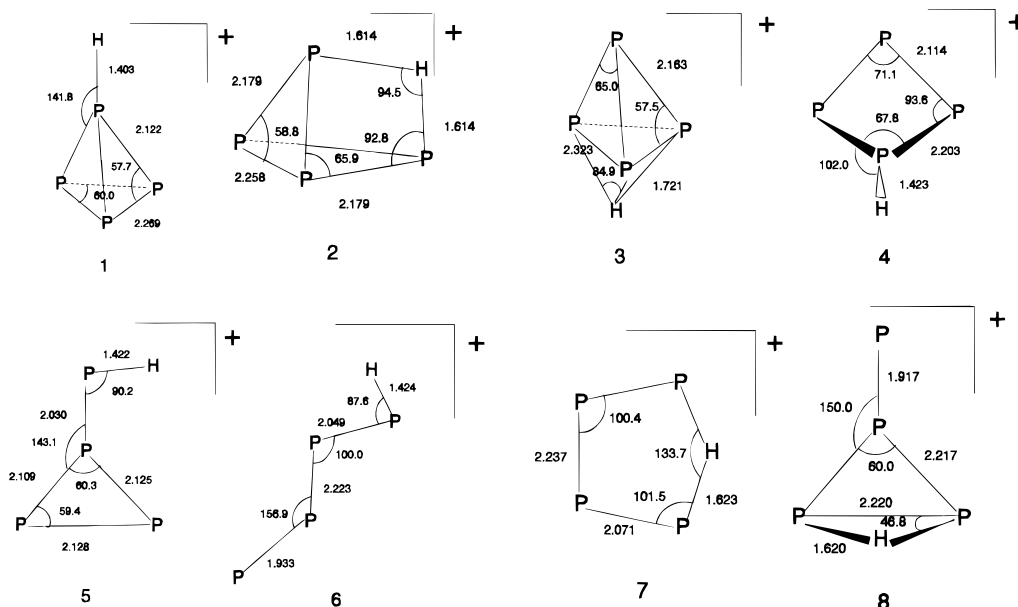 H
+
1.403
141.8
P
2.122
57.7
P
60.0
P
P
2.269
1
1.614
+
P
H
2.179
94.5
1.614
P
58.8
92.8
65.9
P
2.258
P
2.179
2
+
P
2.163
65.0
57.5
P
P
2.323
P
84.9
1.721
H
3
+
P
2.114
71.1
P
93.6
P
67.8
P
2.203
102.0
1.423
H
4
+
1.422
P
H
90.2
2.030
143.1
P
2.109
60.3
2.125
59.4
P
P
2.128
5
+
H
1.424
87.6
2.049
P
P
100.0
2.223
156.9
P
1.933
P
6
+
P
P
100.4
H
2.237
133.7
101.5
1.623
P
P
2.071
7
+
P
1.917
150.0
P
60.0
2.217
2.220
P
46.8
P
H
1.620
8